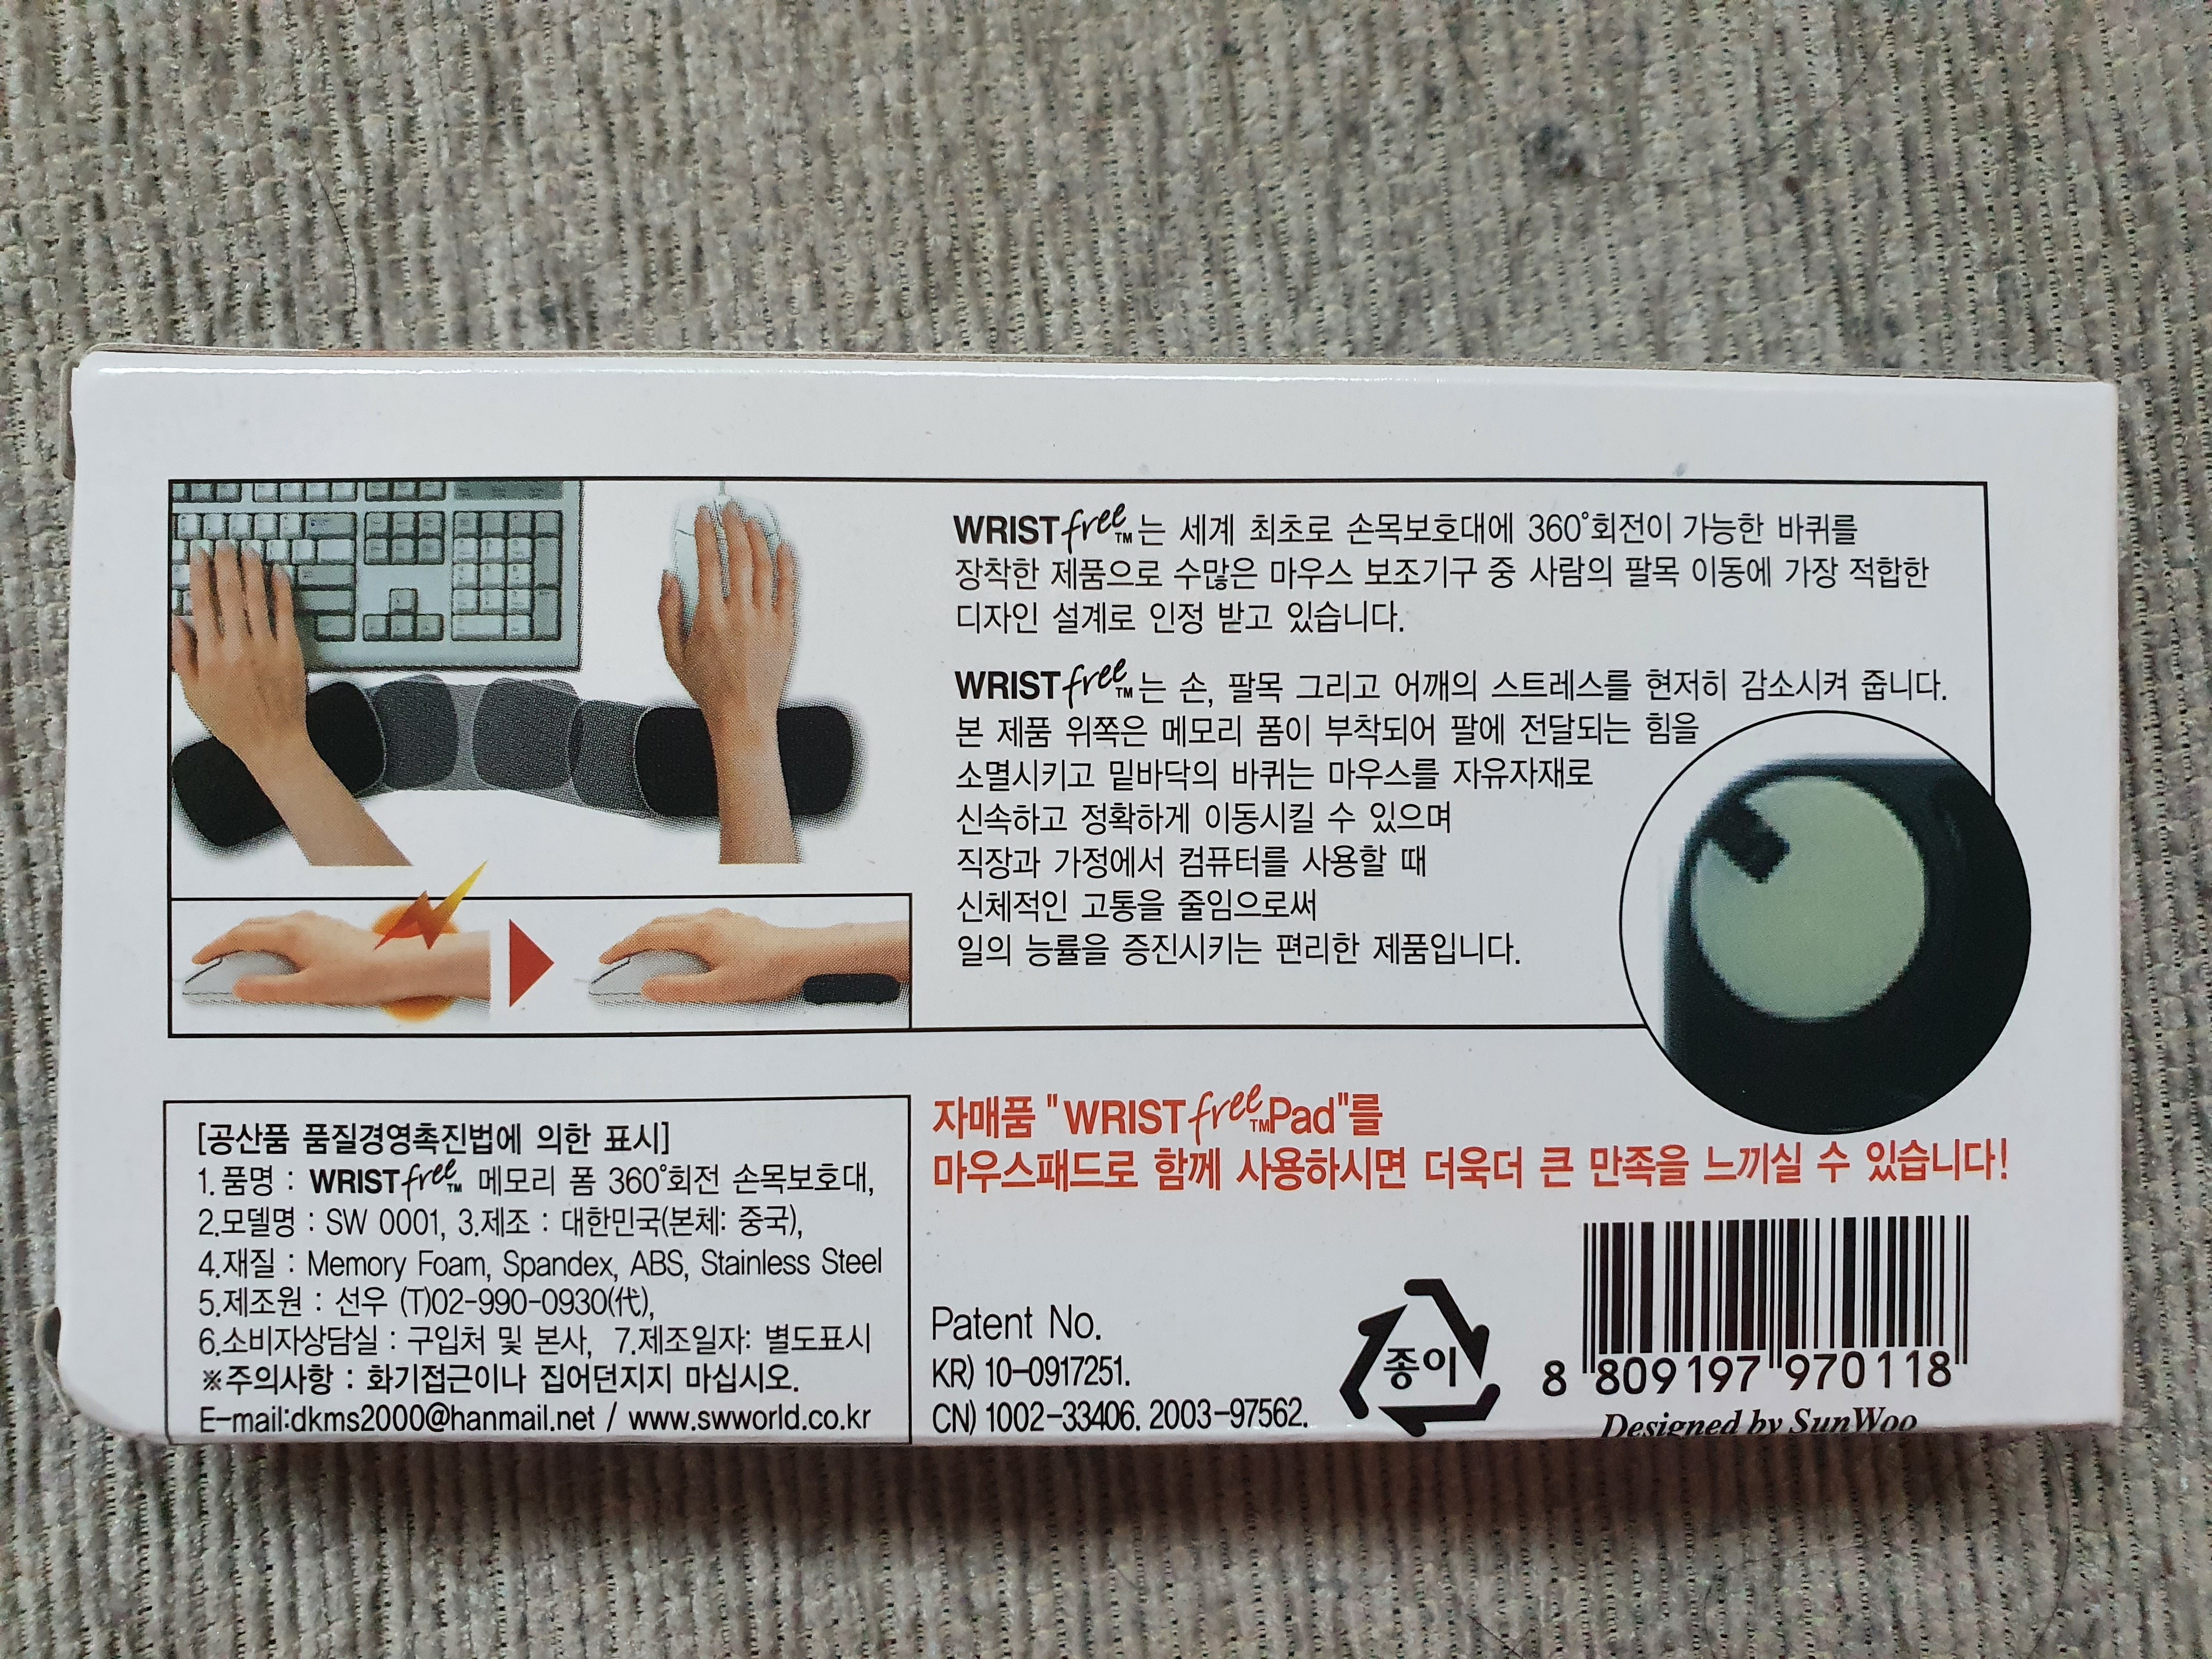 WRISTfree™는 세계 최초로 손목보호대에 360°회전이 가능한 바퀴를
장착한 제품으로 수많은 마우스 보조기구 중 사람의 팔목 이동에 가장 적합한
디자인 설계로 인정 받고 있습니다.
WRISTfree™는 손, 팔목 그리고 어깨의 스트레스를 현저히 감소시켜 줍니다.
본 제품 위쪽은 메모리 폼이 부착되어 팔에 전달되는 힘을
소멸시키고 밑바닥의 바퀴는 마우스를 자유자재로
신속하고 정확하게 이동시킬 수 있으며
직장과 가정에서 컴퓨터를 사용할 때
신체적인 고통을 줄임으로써
일의 능률을 증진시키는 편리한 제품입니다.
[공산품 품질경영촉진법에 의한 표시]
1.품명 : WRISTfree™ 메모리 폼 360°회전 손목보호대,
2.모델명 : SW 0001, 3.제조 : 대한민국(본체: 중국),
4.재질 : Memory Foam, Spandex, ABS, Stainless Steel
5.제조원 : 선우 (T)02-990-0930(代),
6.소비자상담실 : 구입처 및 본사, 7.제조일자: 별도표시
※주의사항 : 화기접근이나 집어던지지 마십시오.
E-mail:dkms2000@hanmail.net / www.swworld.co.kr
자매품 "WRISTfree™Pad"를
마우스패드로 함께 사용하시면 더욱더 큰 만족을 느끼실 수 있습니다!
Patent No.
KR) 10-0917251.
CN) 1002-33406. 2003-97562.
종이
8 809197 970118
Designed by SunWoo